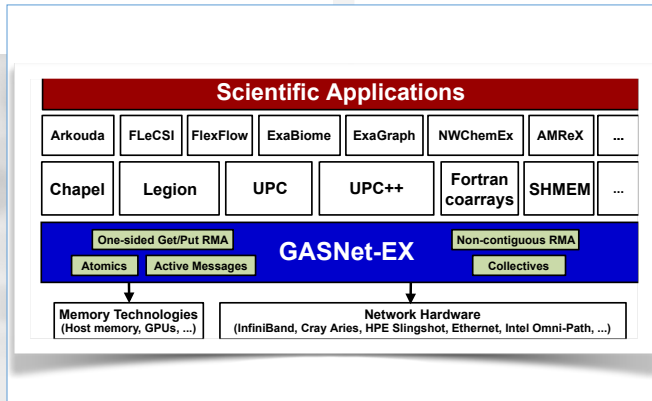 Scientific Applications
Arkouda FLeCSI FlexFlow ExaBiome ExaGraph NWChemEx AMReX ...
Chapel Legion UPC UPC++ Fortran coarrays SHMEM ...
One-sided Get/Put RMA
Non-contiguous RMA
GASNet-EX
Atomics Active Messages Collectives
Memory Technologies
(Host memory, GPUs, ...)
Network Hardware
(InfiniBand, Cray Aries, HPE Slingshot, Ethernet, Intel Omni-Path, ...)